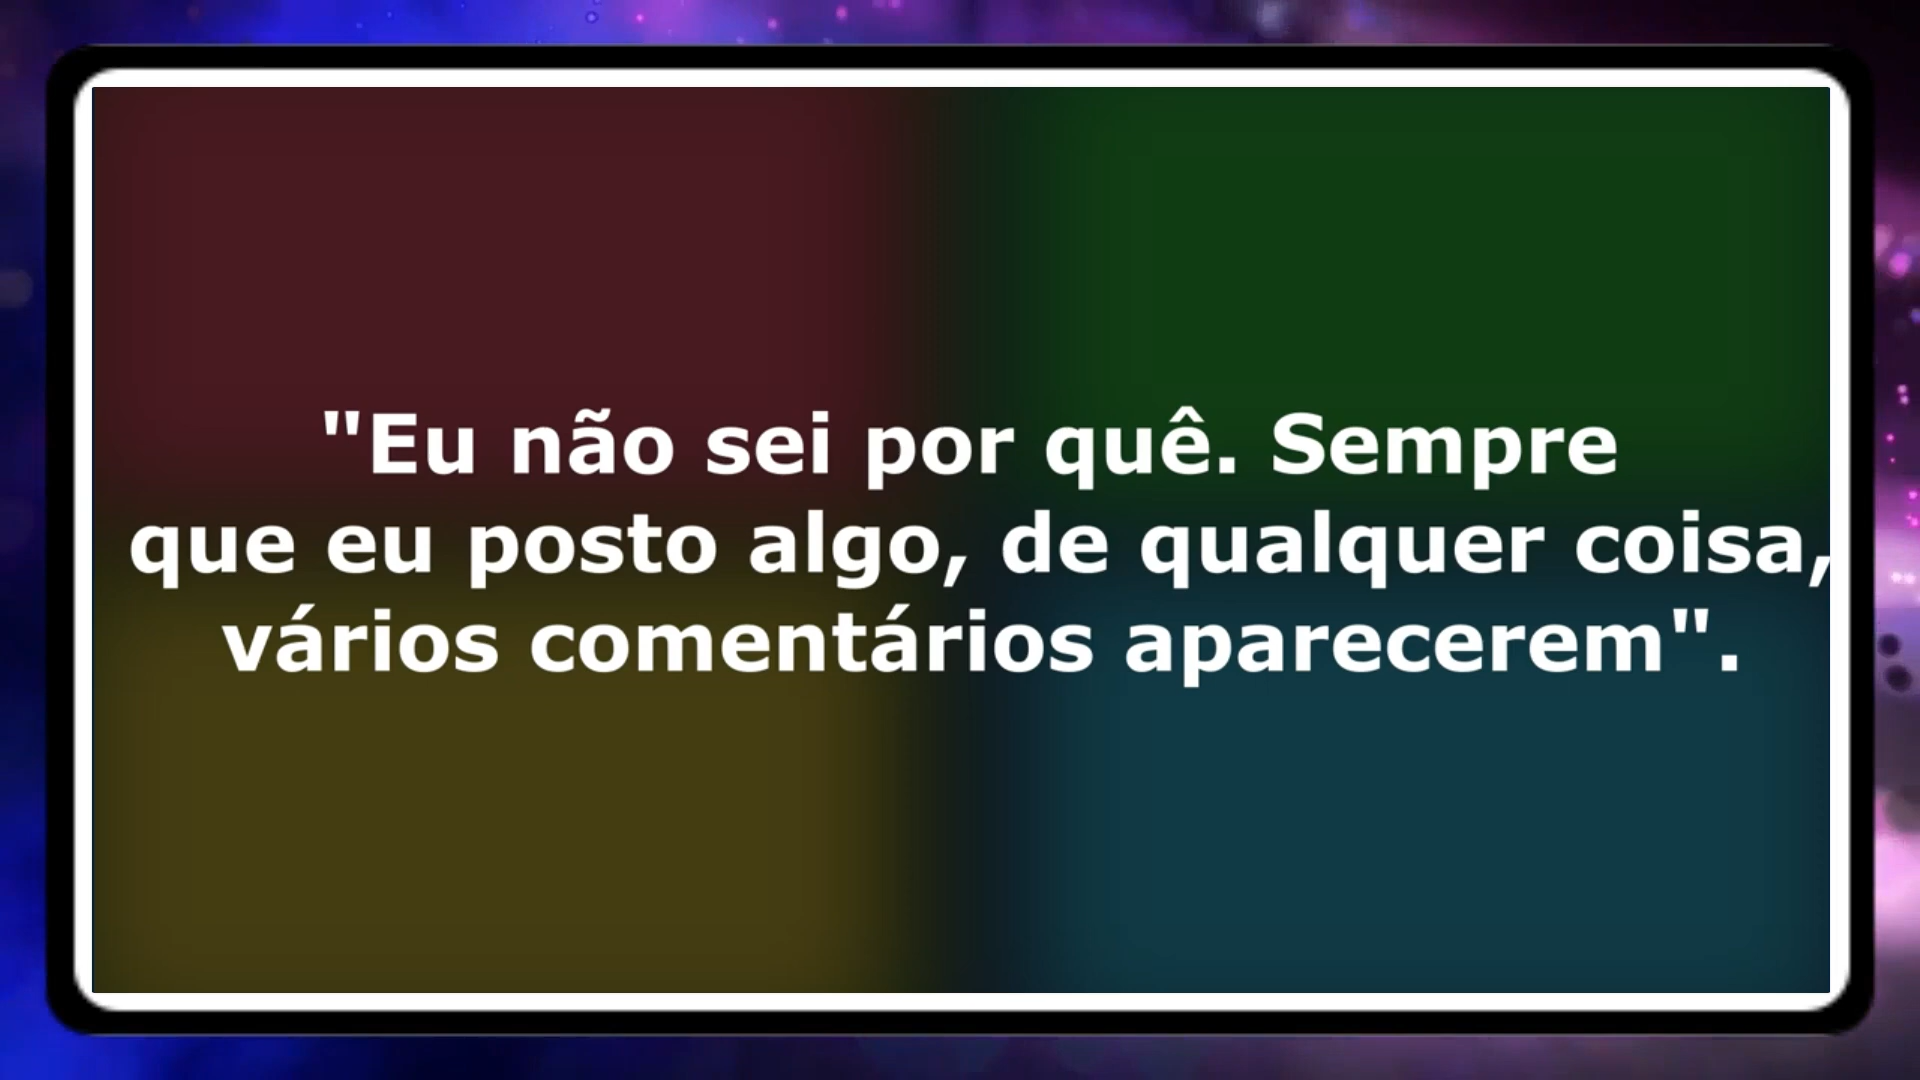 "Eu não sei por quê. Sempre
que eu posto algo, de qualquer coisa,
vários comentários aparecerem".